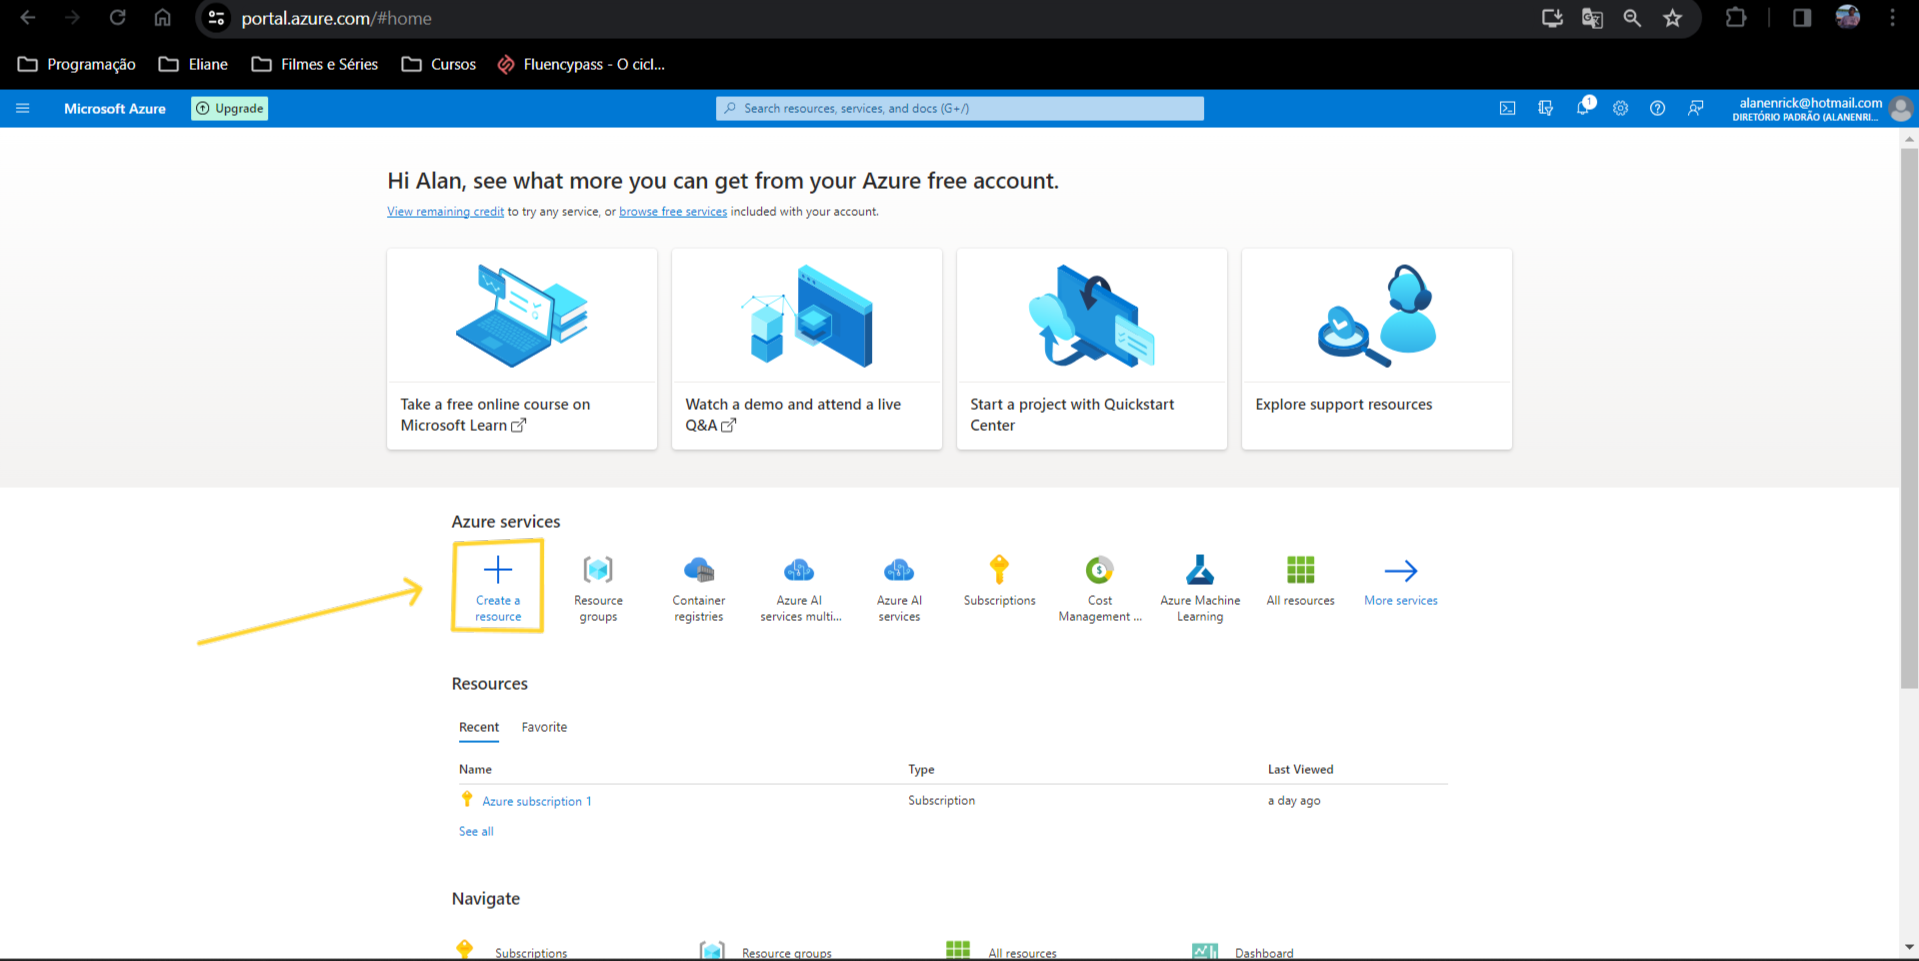 portal.azure.com/#home
Programação
Eliane
Filmes e Séries
Cursos
Fluencypass - O cicl...
Microsoft Azure
Upgrade
Search resources, services, and docs (G+/)
1
alanenrick@hotmail.com
DIRETÓRIO PADRÃO (ALANENRI...
Hi Alan, see what more you can get from your Azure free account.
View remaining credit to try any service, or browse free services included with your account.
Take a free online course on
Microsoft Learn
Watch a demo and attend a live
Q&A
Start a project with Quickstart
Center
Explore support resources
Azure services
Create a
resource
Resource
groups
Container
registries
Azure AI
services multi...
Azure AI
services
Subscriptions
Cost
Management ...
Azure Machine
Learning
All resources
More services
Resources
Recent
Favorite
Name
Type
Last Viewed
Azure subscription 1
Subscription
a day ago
See all
Navigate
Subscriptions
Resource groups
All resources
Dashboard